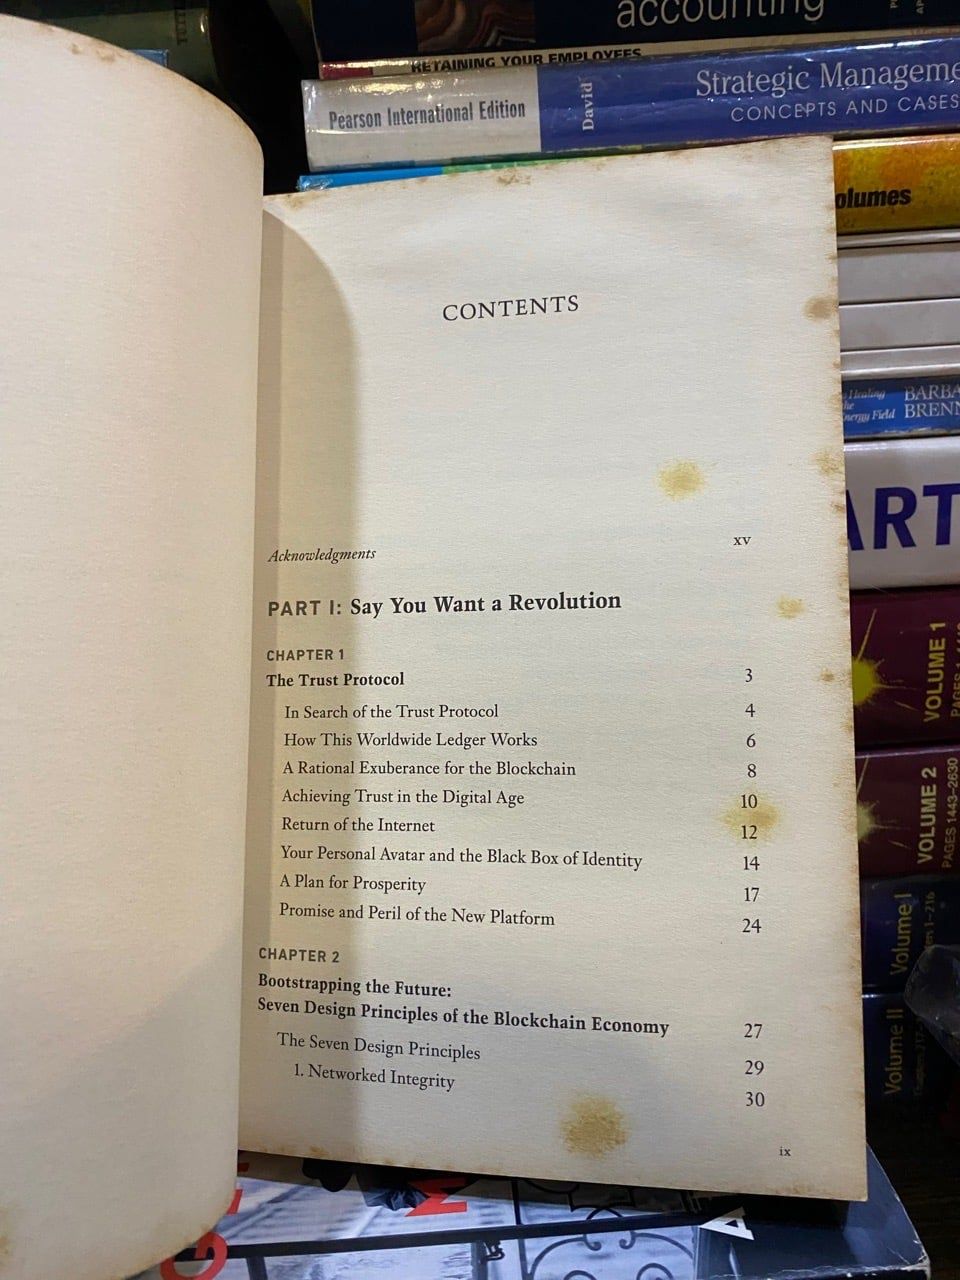 accounting
RETAINING YOUR EMPLOYEES
Pearson International Edition
David
Strategic Manageme
CONCEPTS AND CASES
olumes
Healing
the
nergy Field
BARBA
BRENN
ART
VOLUME 1
VOLUME 2
PAGES 1443–2630
Volume I
Volume II
CONTENTS
Acknowledgments xv
PART I: Say You Want a Revolution
CHAPTER 1
The Trust Protocol 3
In Search of the Trust Protocol 4
How This Worldwide Ledger Works 6
A Rational Exuberance for the Blockchain 8
Achieving Trust in the Digital Age 10
Return of the Internet 12
Your Personal Avatar and the Black Box of Identity 14
A Plan for Prosperity 17
Promise and Peril of the New Platform 24
CHAPTER 2
Bootstrapping the Future:
Seven Design Principles of the Blockchain Economy 27
The Seven Design Principles 29
1. Networked Integrity 30
ix